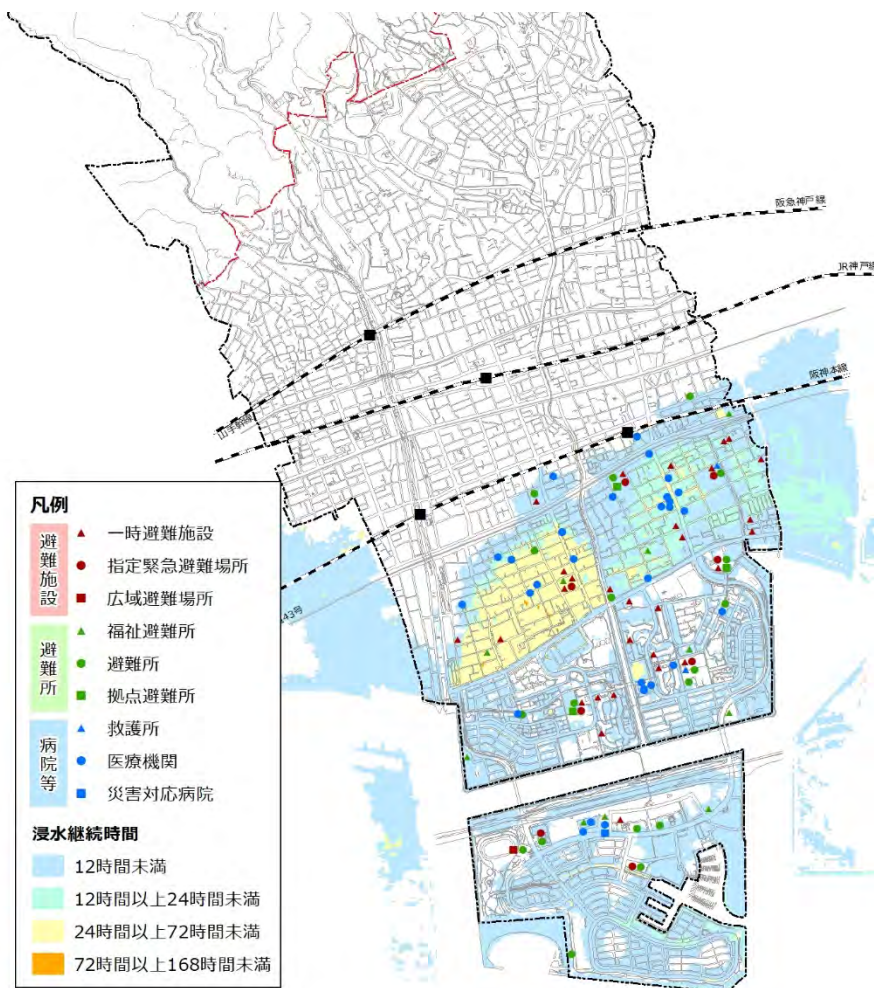 阪急神戸線
JR神戸線
山手幹線
阪神本線
43号
凡例
避難施設
一時避難施設
指定緊急避難場所
広域避難場所
避難所
福祉避難所
避難所
拠点避難所
病院等
救護所
医療機関
災害対応病院
浸水継続時間
12時間未満
12時間以上24時間未満
24時間以上72時間未満
72時間以上168時間未満